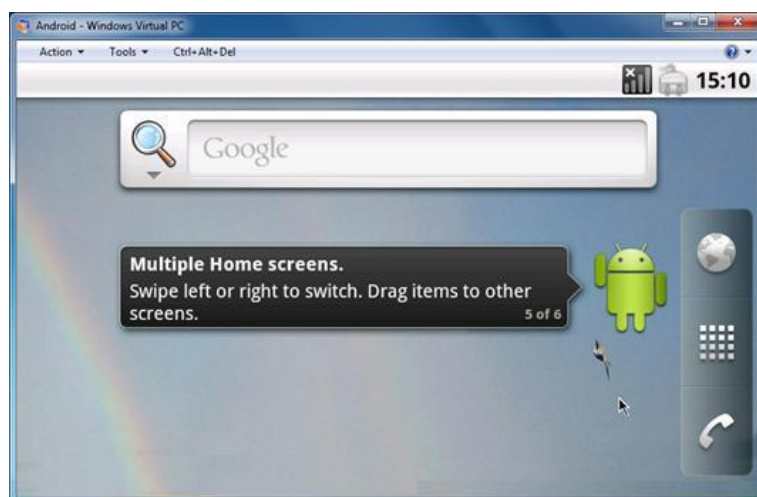 Android - Windows Virtual PC
Action Tools Ctrl+Alt+Del
15:10
Google
Multiple Home screens.
Swipe left or right to switch. Drag items to other
screens.
5 of 6